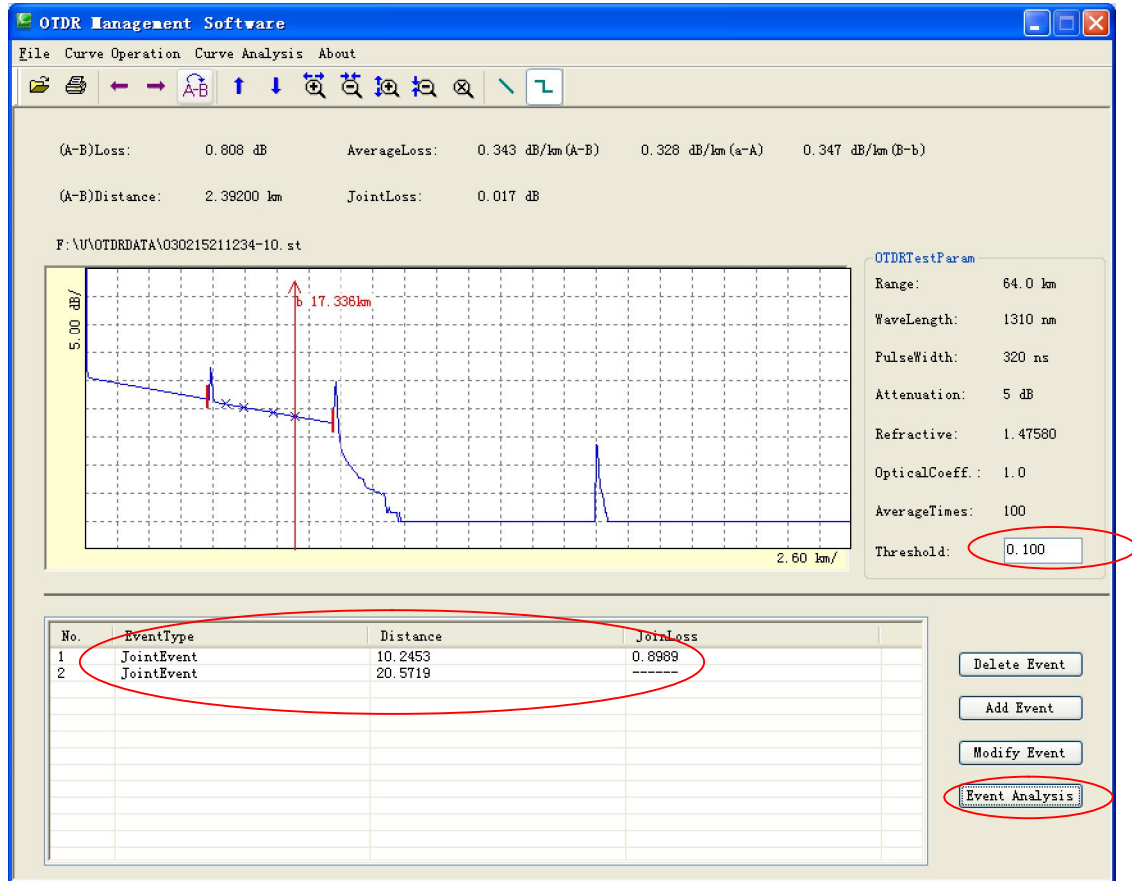 OTDR Management Software
File Curve Operation Curve Analysis About
A-B
(A-B)Loss: 0.808 dB AverageLoss: 0.343 dB/km(A-B) 0.328 dB/km(a-A) 0.347 dB/km(B-b)
(A-B)Distance: 2.39200 km JointLoss: 0.017 dB
F:\U\OTDRDATA\030215211234-10.st
5.00 dB/
b 17.336km
2.60 km/
OTDRTestParam
Range: 64.0 km
WaveLength: 1310 nm
PulseWidth: 320 ns
Attenuation: 5 dB
Refractive: 1.47580
OpticalCoeff.: 1.0
AverageTimes: 100
Threshold: 0.100
No. EventType Distance JoinLoss
1 JointEvent 10.2453 0.8989
2 JointEvent 20.5719 ------
Delete Event
Add Event
Modify Event
Event Analysis